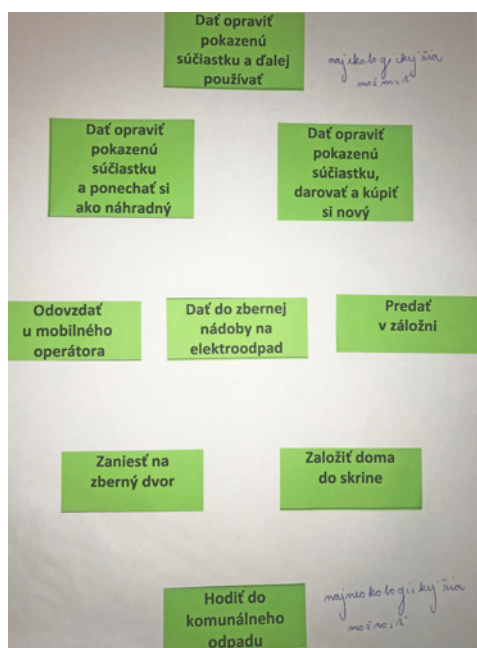 Dať opraviť
pokazenú
súčiastku a ďalej
používať
najekologickejšia
možnosť
Dať opraviť
pokazenú
súčiastku
a ponechať si
ako náhradný
Dať opraviť
pokazenú
súčiastku,
darovať a kúpiť
si nový
Odovzdať
u mobilného
operátora
Dať do zbernej
nádoby na
elektroodpad
Predať
v záložni
Zaniesť na
zberný dvor
Založiť doma
do skrine
Hodiť do
komunálneho
odpadu
možnosť